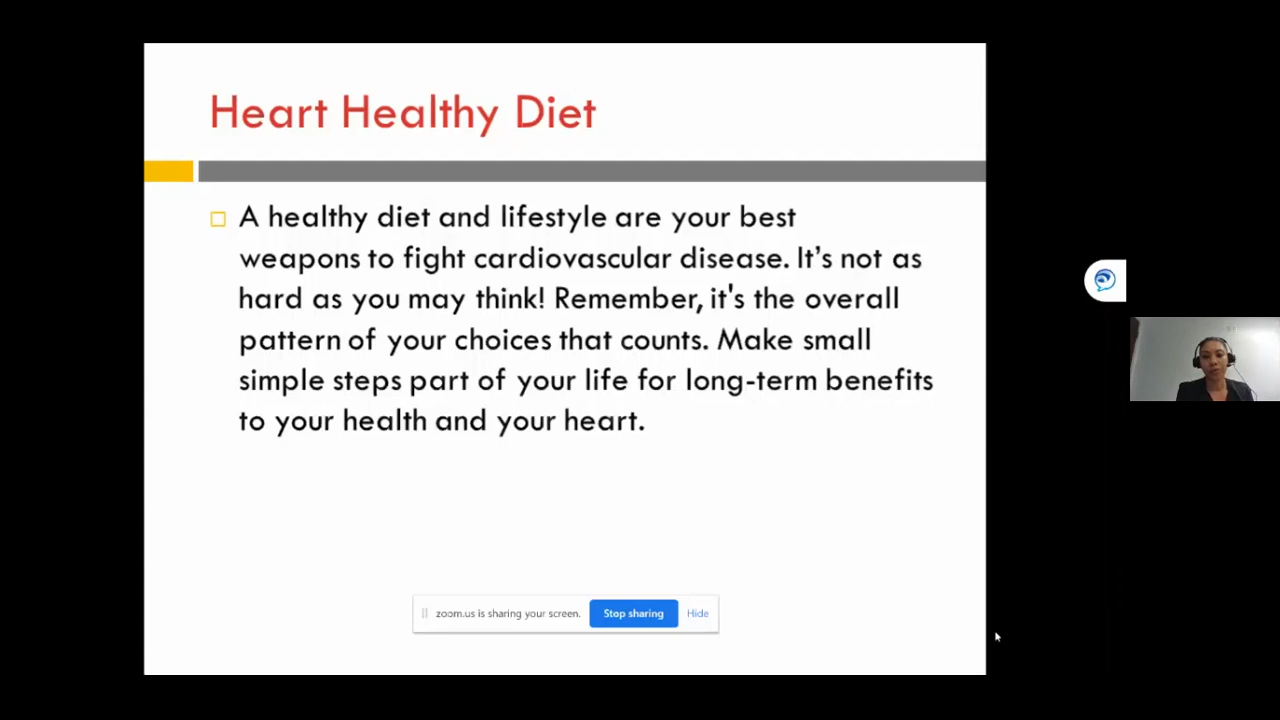 Heart Healthy Diet
A healthy diet and lifestyle are your best
weapons to fight cardiovascular disease. It’s not as
hard as you may think! Remember, it's the overall
pattern of your choices that counts. Make small
simple steps part of your life for long-term benefits
to your health and your heart.
zoom.us is sharing your screen. Stop sharing Hide